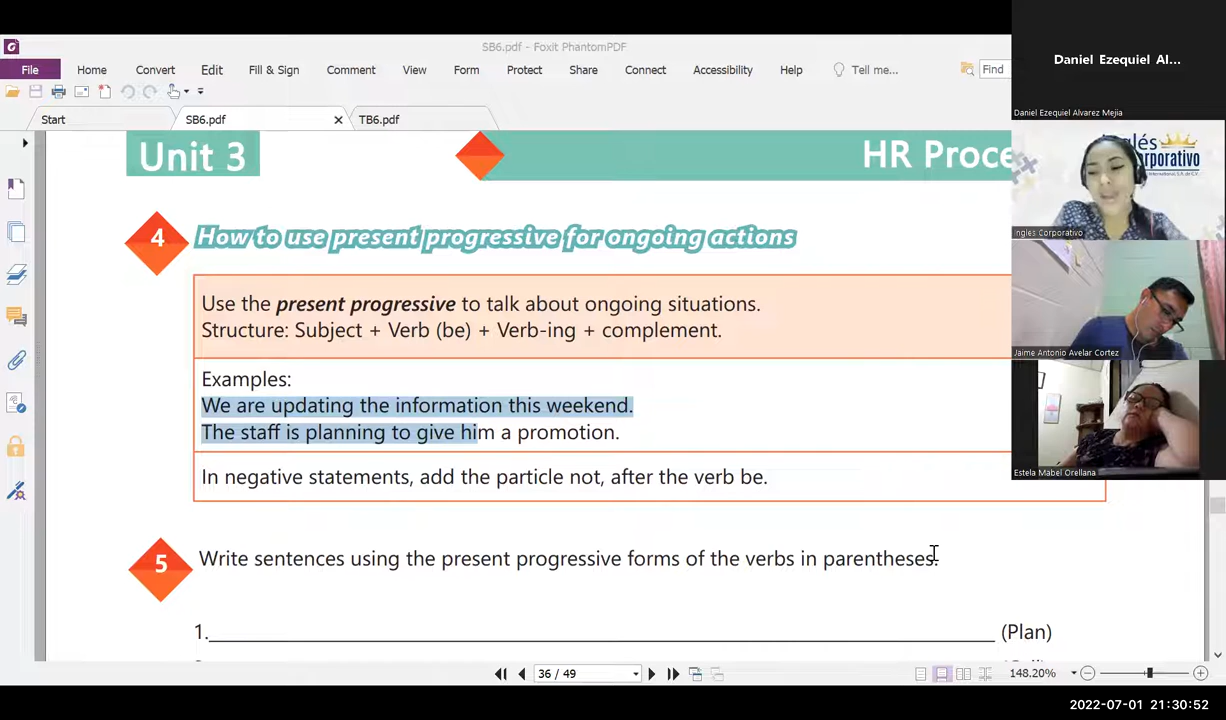 SB6.pdf - Foxit PhantomPDF
File Home Convert Edit Fill & Sign Comment View Form Protect Share Connect Accessibility Help Tell me... Find
Start SB6.pdf TB6.pdf
Unit 3
HR Proce
4 How to use present progressive for ongoing actions
Use the present progressive to talk about ongoing situations.
Structure: Subject + Verb (be) + Verb-ing + complement.
Examples:
We are updating the information this weekend.
The staff is planning to give him a promotion.
In negative statements, add the particle not, after the verb be.
5 Write sentences using the present progressive forms of the verbs in parentheses.
1. (Plan)
36 / 49
148.20%
Daniel Ezequiel Al...
Daniel Ezequiel Alvarez Mejia
Inglés Corporativo
Jaime Antonio Avelar Cortez
Estela Mabel Orellana
2022-07-01 21:30:52